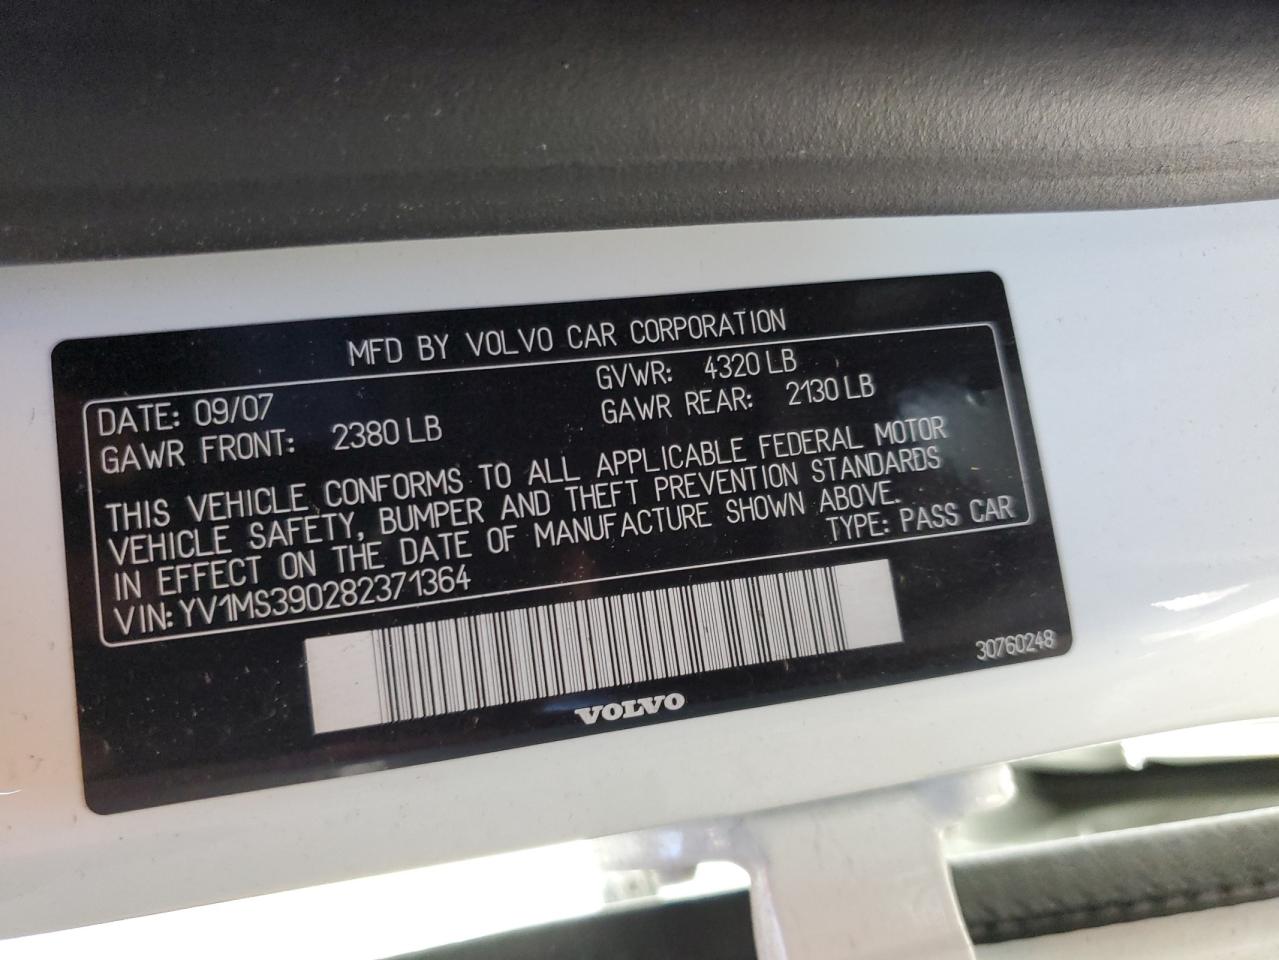 MFD BY VOLVO CAR CORPORATION
DATE: 09/07 GVWR: 4320 LB
GAWR FRONT: 2380 LB GAWR REAR: 2130 LB
THIS VEHICLE CONFORMS TO ALL APPLICABLE FEDERAL MOTOR
VEHICLE SAFETY, BUMPER AND THEFT PREVENTION STANDARDS
IN EFFECT ON THE DATE OF MANUFACTURE SHOWN ABOVE.
VIN: YV1MS390282371364 TYPE: PASS CAR
30760248
VOLVO